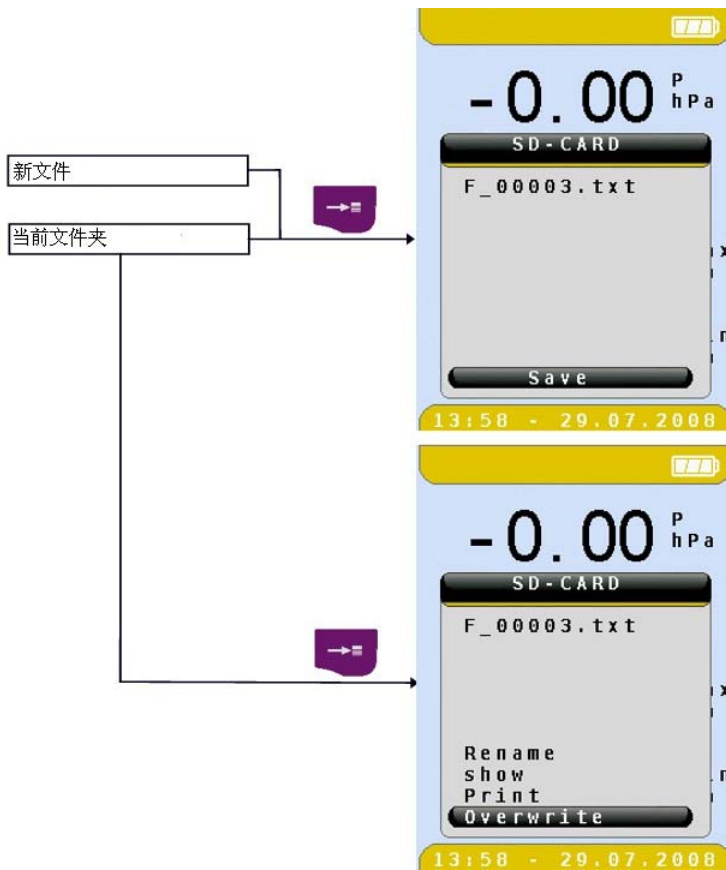 新文件
当前文件夹
-0.00 P hPa
SD-CARD
F_00003.txt
Save
13:58 - 29.07.2008
-0.00 P hPa
SD-CARD
F_00003.txt
Rename
show
Print
Overwrite
13:58 - 29.07.2008